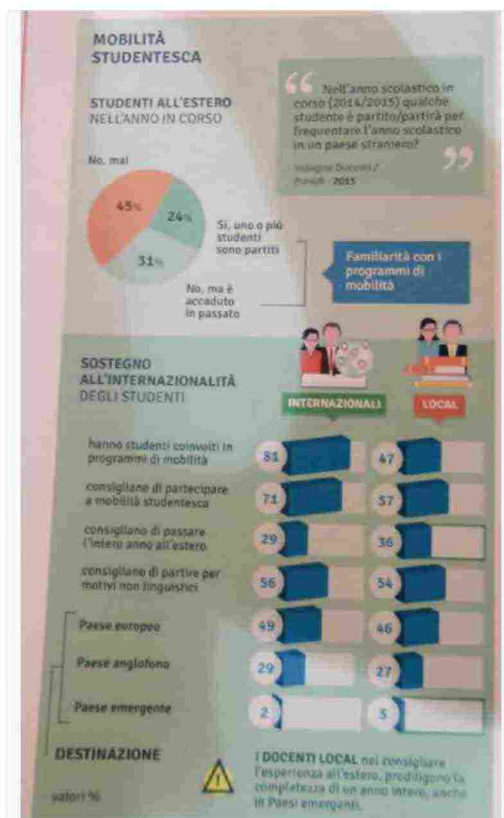 MOBILITÀ
STUDENTESCA
STUDENTI ALL'ESTERO
NELL'ANNO IN CORSO
Nell'anno scolastico in
corso (2014/2015) qualche
studente è partito/partirà per
frequentare l'anno scolastico
in un paese straniero?
Indagine Docenti /
2015
No, mai
45%
24%
31%
Sì, uno o più
studenti
sono partiti
No, ma è
accaduto
in passato
Familiarità con i
programmi di
mobilità
SOSTEGNO
ALL'INTERNAZIONALITÀ
DEGLI STUDENTI
INTERNAZIONALI
LOCAL
hanno studenti coinvolti in
programmi di mobilità
81
47
consigliano di partecipare
a mobilità studentesca
71
57
consigliano di passare
l'intero anno all'estero
29
36
consigliano di partire per
motivi non linguistici
56
54
Paese europeo
49
46
Paese anglofono
29
27
Paese emergente
2
5
DESTINAZIONE
valori %
I DOCENTI LOCAL nel consigliare
l'esperienza all'estero, prediligono la
completezza di un anno intero, anche
in Paesi emergenti.